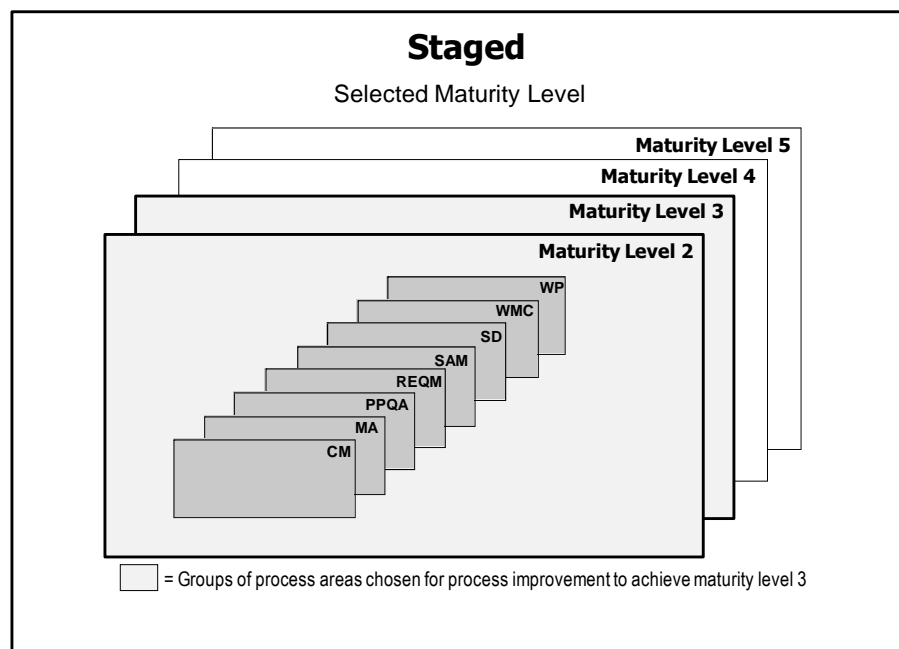 Staged
Selected Maturity Level
Maturity Level 5
Maturity Level 4
Maturity Level 3
Maturity Level 2
WP
WMC
SD
SAM
REQM
PPQA
MA
CM
= Groups of process areas chosen for process improvement to achieve maturity level 3